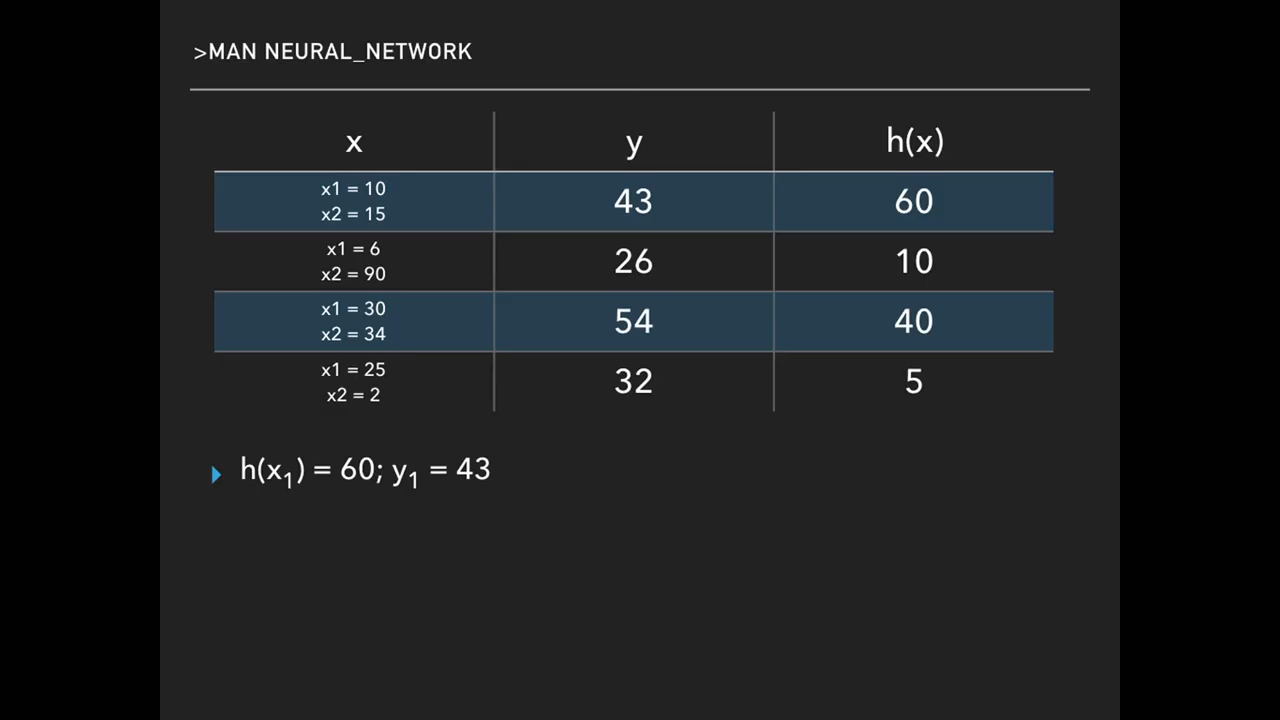 >MAN NEURAL_NETWORK
x y h(x)
x1 = 10
x2 = 15
43 60
x1 = 6
x2 = 90
26 10
x1 = 30
x2 = 34
54 40
x1 = 25
x2 = 2
32 5
h(x₁) = 60; y₁ = 43